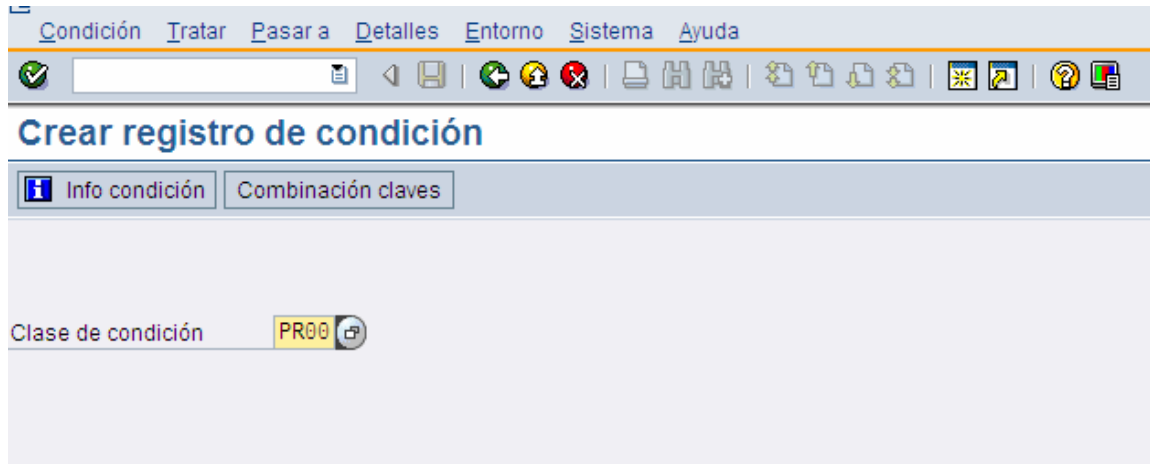 Condición Tratar Pasar a Detalles Entorno Sistema Ayuda
Crear registro de condición
Info condición Combinación claves
Clase de condición PR00